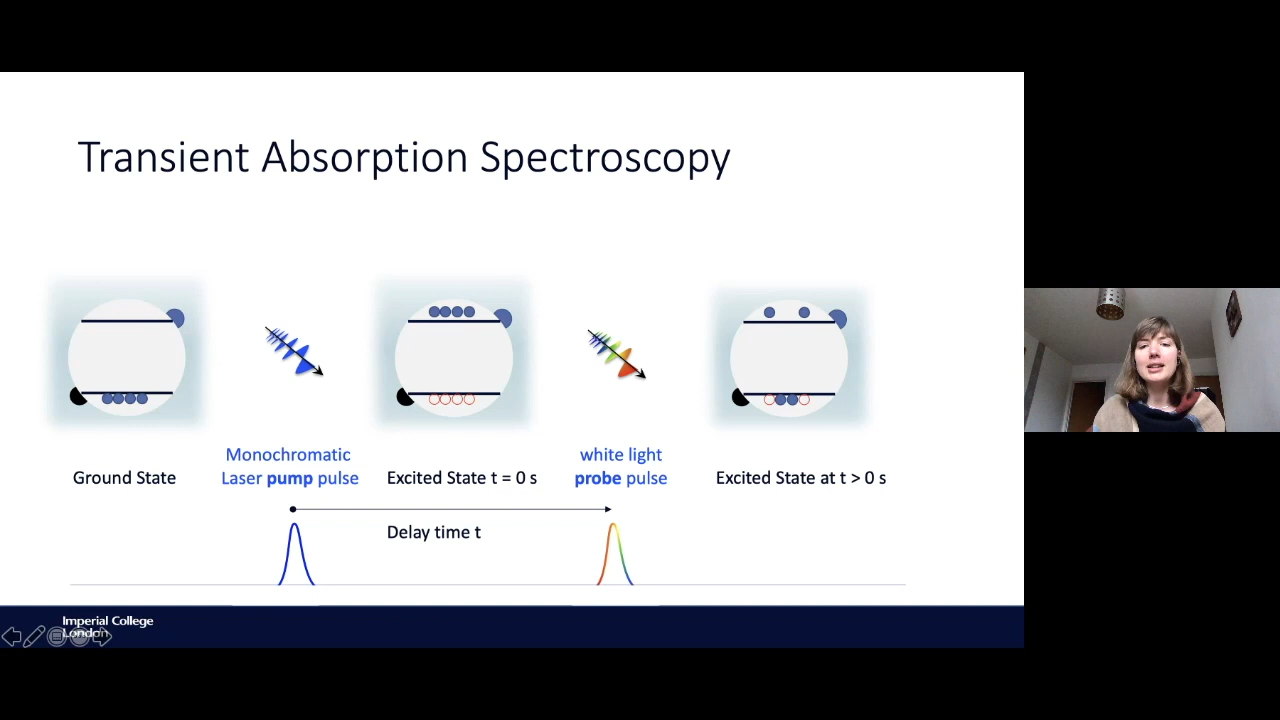 Transient Absorption Spectroscopy
Monochromatic
Laser pump pulse
white light
probe pulse
Ground State
Excited State t = 0 s
Excited State at t > 0 s
Delay time t
Imperial College
London